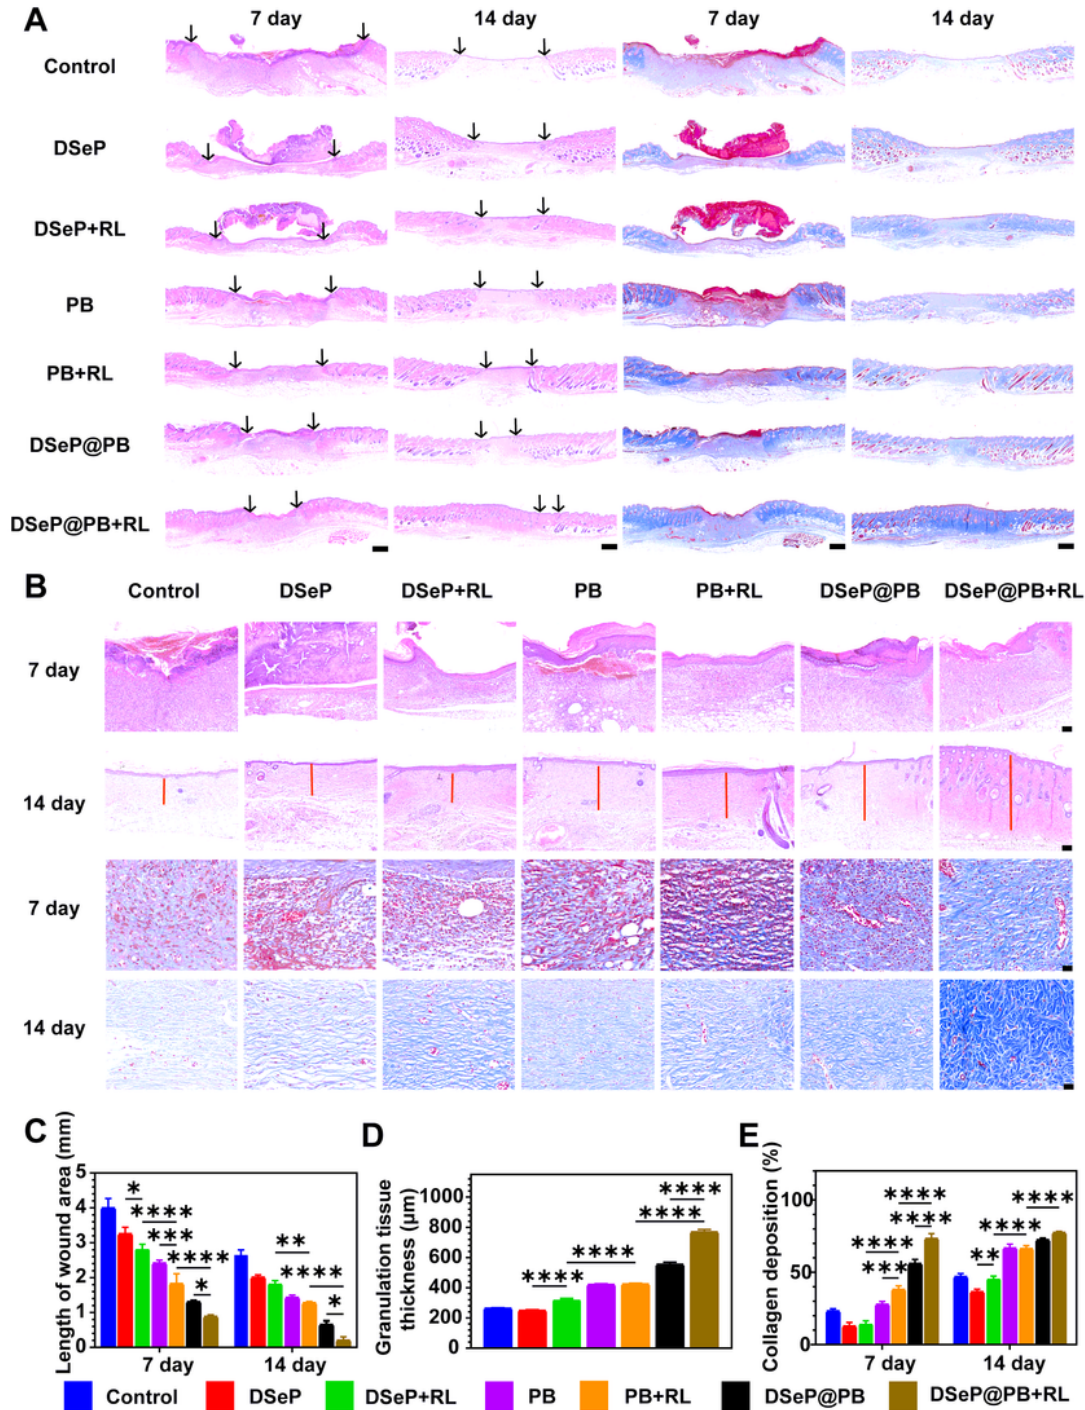 A
7 day
14 day
7 day
14 day
Control
DSeP
DSeP+RL
PB
PB+RL
DSeP@PB
DSeP@PB+RL
B
Control
DSeP
DSeP+RL
PB
PB+RL
DSeP@PB
DSeP@PB+RL
7 day
14 day
7 day
14 day
C
Length of wound area (mm)
5
4
3
2
1
0
*
****
***
****
*
**
****
*
7 day
14 day
D
Granulation tissue
thickness (μm)
1000
800
600
400
200
0
****
****
****
****
E
Collagen deposition (%)
100
50
0
****
***
****
****
**
****
****
7 day
14 day
Control
DSeP
DSeP+RL
PB
PB+RL
DSeP@PB
DSeP@PB+RL